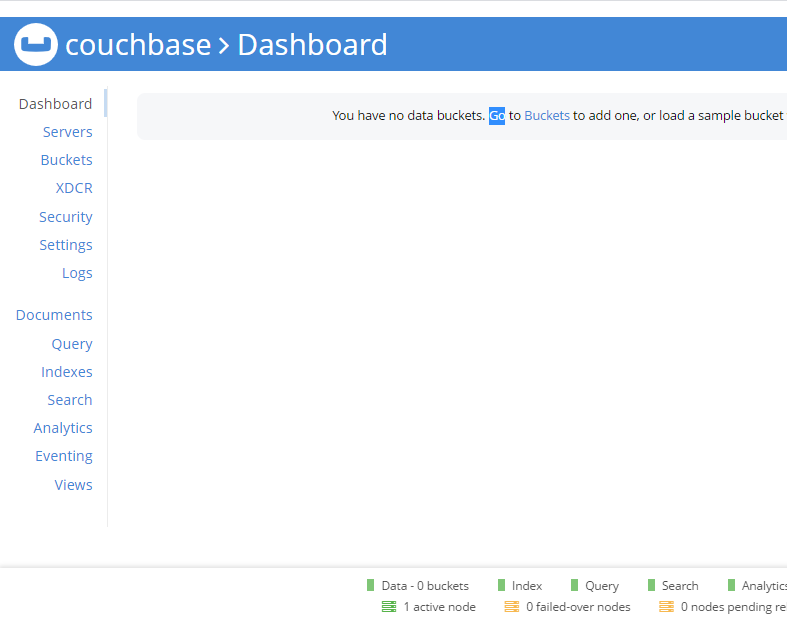 couchbase > Dashboard
Dashboard
Servers
Buckets
XDCR
Security
Settings
Logs
Documents
Query
Indexes
Search
Analytics
Eventing
Views
You have no data buckets. Go to Buckets to add one, or load a sample bucket
Data - 0 buckets Index Query Search Analytics
1 active node 0 failed-over nodes 0 nodes pending re